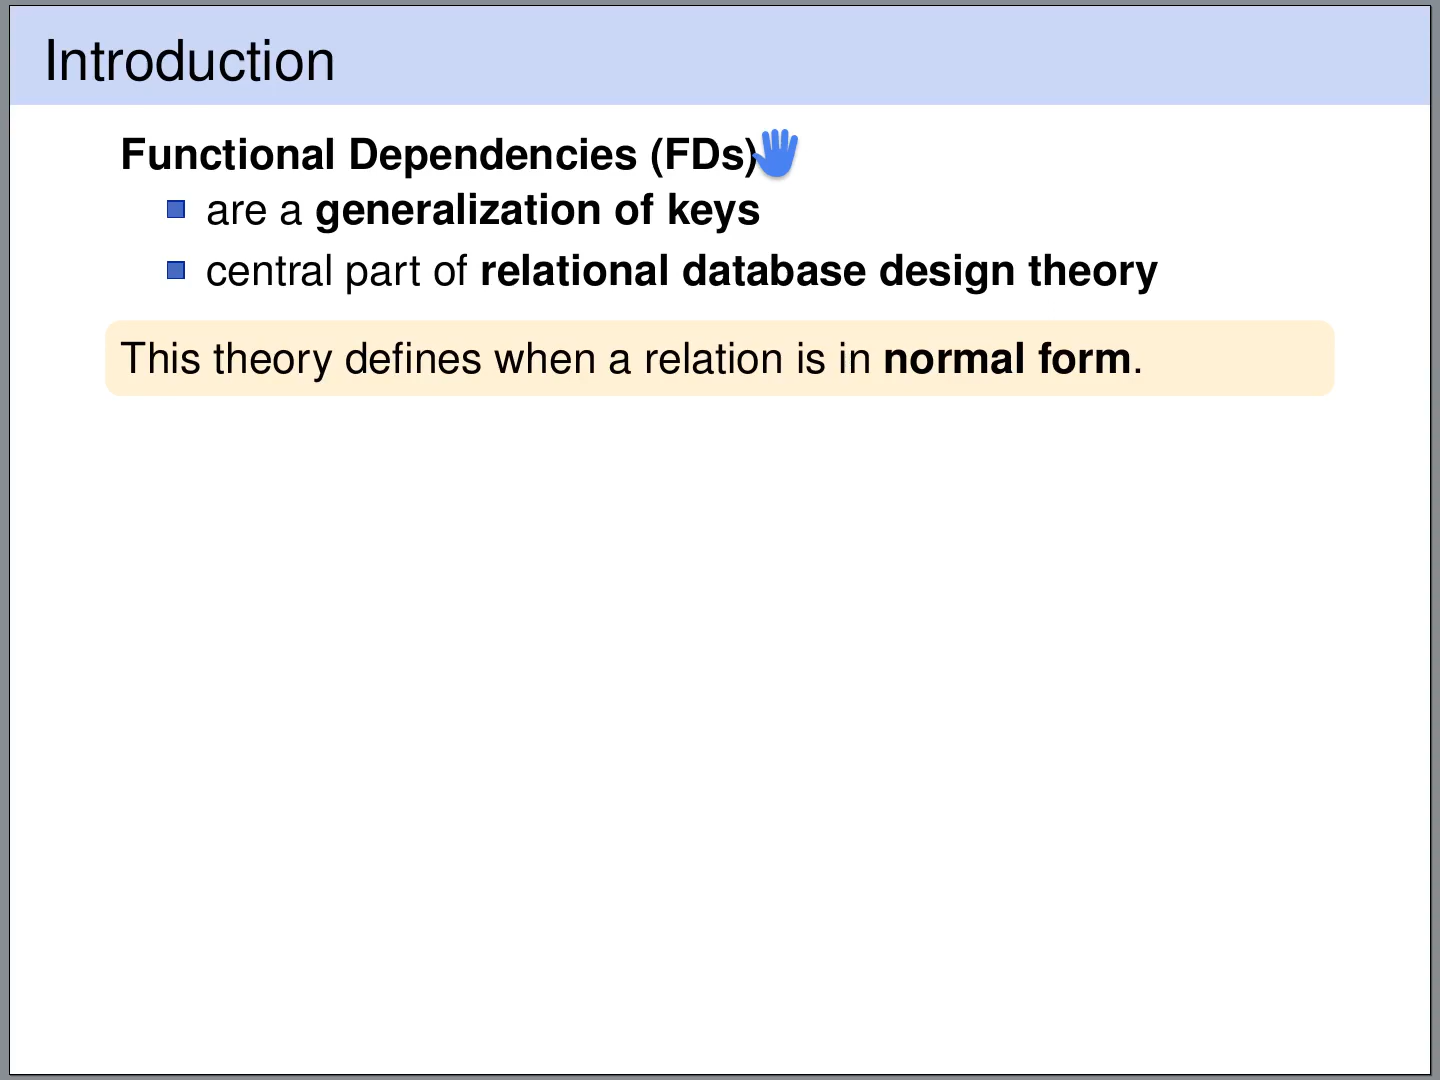 Introduction
Functional Dependencies (FDs)
are a generalization of keys
central part of relational database design theory
This theory defines when a relation is in normal form.